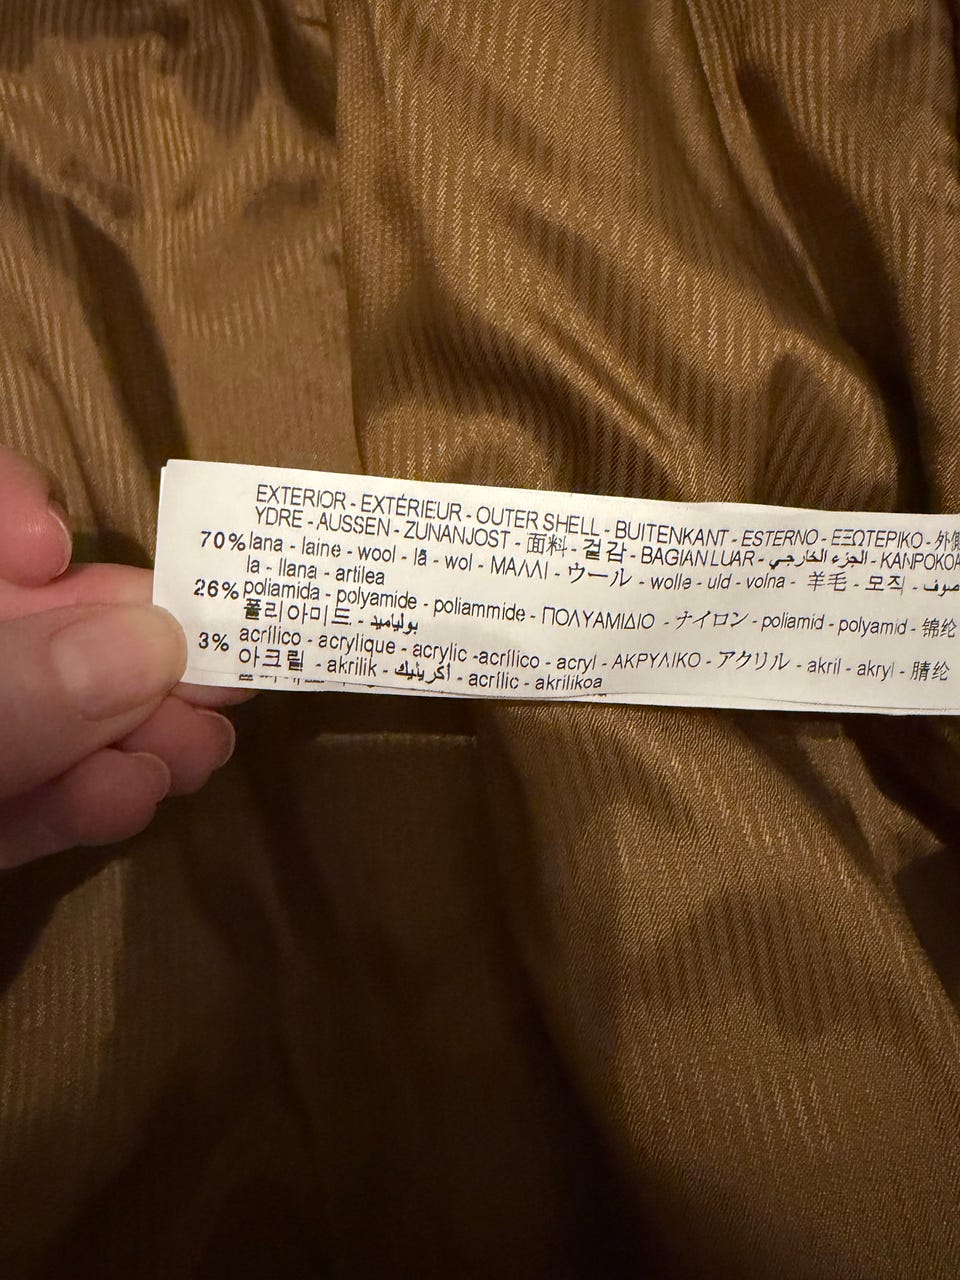 EXTERIOR - EXTÉRIEUR - OUTER SHELL - BUITENKANT - ESTERNO - ΕΞΩΤΕΡΙΚΟ -
YDRE - AUSSEN - ZUNANJOST - 面料 - 겉감 - BAGIAN LUAR - الجزء الخارجي - KANPOKOA
70% lana - laine - wool - lã - wol - ΜΑΛΛΙ - ウール - wolle - uld - volna - 羊毛 - 모직 - صوف -
la - llana - artilea
26% poliamida - polyamide - poliammide - ΠΟΛΥΑΜΙΔΙΟ - ナイロン - poliamid - polyamid - 锦纶
폴리아미드 - بولياميد
3% acrílico - acrylique - acrylic -acrílico - acryl - ΑΚΡΥΛΙΚΟ - アクリル - akril - akryl - 腈纶
아크릴 - akrilik - أكريليك - acrílic - akrilikoa